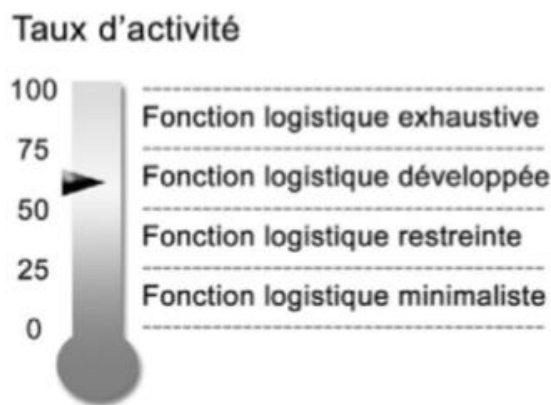 Taux d'activité
100
Fonction logistique exhaustive
75
Fonction logistique développée
50
Fonction logistique restreinte
25
Fonction logistique minimaliste
0